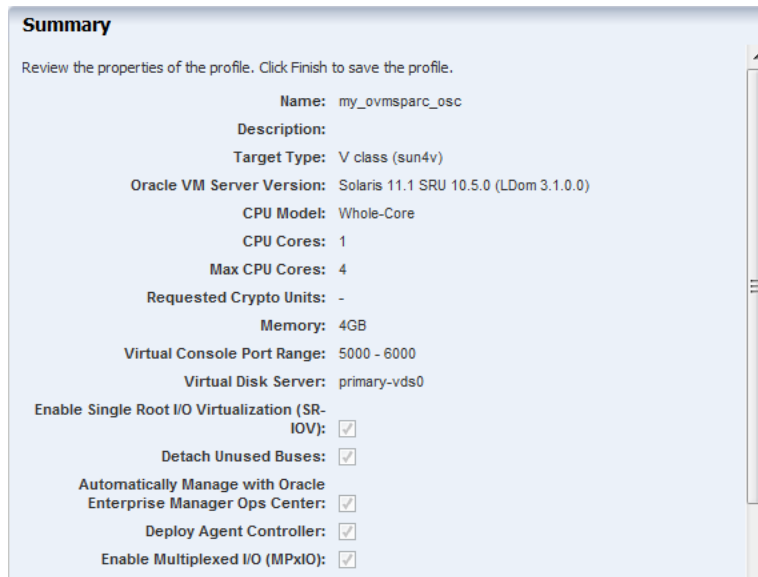 Summary
Review the properties of the profile. Click Finish to save the profile.
Name: my_ovmsparc_osc
Description:
Target Type: V class (sun4v)
Oracle VM Server Version: Solaris 11.1 SRU 10.5.0 (LDom 3.1.0.0)
CPU Model: Whole-Core
CPU Cores: 1
Max CPU Cores: 4
Requested Crypto Units: -
Memory: 4GB
Virtual Console Port Range: 5000 - 6000
Virtual Disk Server: primary-vds0
Enable Single Root I/O Virtualization (SR-
IOV):
Detach Unused Buses:
Automatically Manage with Oracle
Enterprise Manager Ops Center:
Deploy Agent Controller:
Enable Multiplexed I/O (MPxIO):